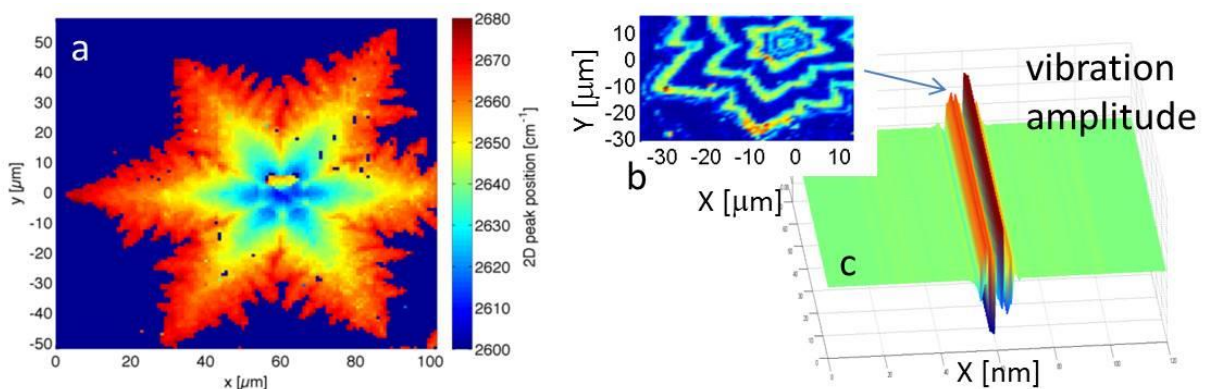 a
2680
2670
2660
2650
2640
2630
2620
2610
2600
2D peak position [cm⁻¹]
50
40
30
20
10
0
-10
-20
-30
-40
-50
y [µm]
0 20 40 60 80 100
x [µm]
10
0
-10
-20
-30
Y [µm]
-30 -20 -10 0 10
b
X [µm]
vibration
amplitude
c
X [nm]